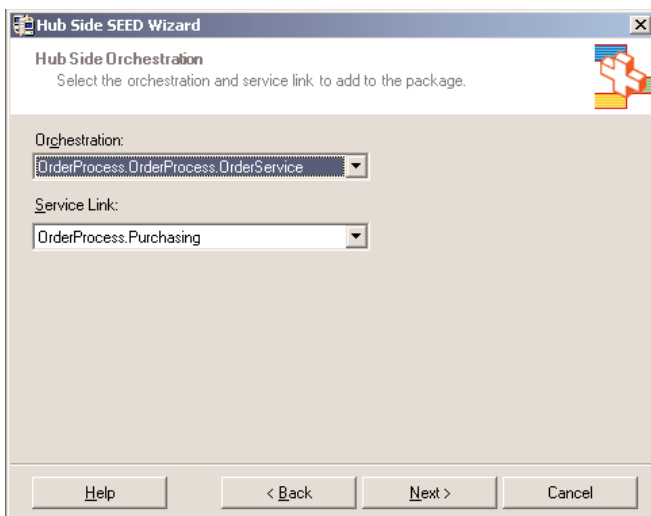 Hub Side SEED Wizard
Hub Side Orchestration
Select the orchestration and service link to add to the package.
Orchestration:
OrderProcess.OrderProcess.OrderService
Service Link:
OrderProcess.Purchasing
Help
< Back
Next >
Cancel